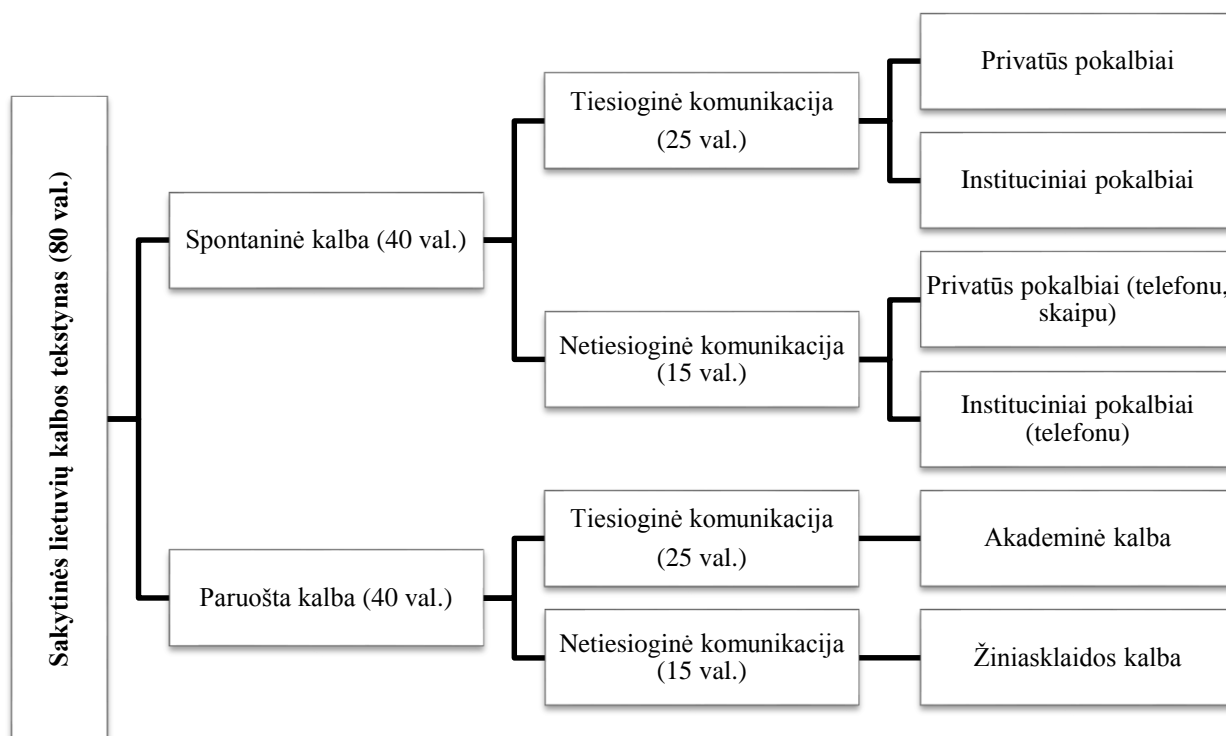 Sakytinės lietuvių kalbos tekstynas (80 val.)
Spontaninė kalba (40 val.)
Tiesioginė komunikacija
(25 val.)
Privatūs pokalbiai
Instituciniai pokalbiai
Netiesioginė komunikacija
(15 val.)
Privatūs pokalbiai (telefonu,
skaipu)
Instituciniai pokalbiai
(telefonu)
Paruošta kalba (40 val.)
Tiesioginė komunikacija
(25 val.)
Akademinė kalba
Netiesioginė komunikacija
(15 val.)
Žiniasklaidos kalba